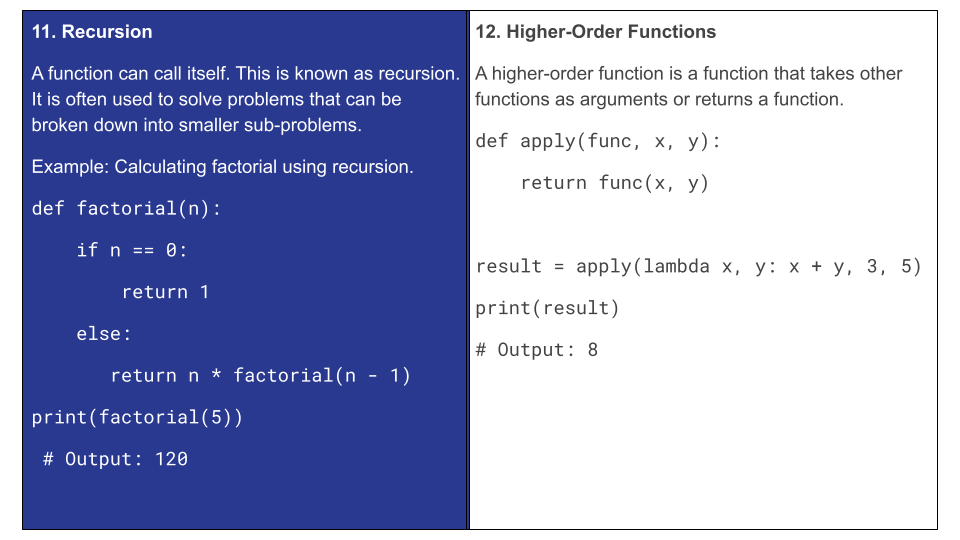 11. Recursion
A function can call itself. This is known as recursion.
It is often used to solve problems that can be
broken down into smaller sub-problems.
Example: Calculating factorial using recursion.
def factorial(n):
    if n == 0:
        return 1
    else:
       return n * factorial(n - 1)
print(factorial(5))
 # Output: 120
12. Higher-Order Functions
A higher-order function is a function that takes other
functions as arguments or returns a function.
def apply(func, x, y):
    return func(x, y)
result = apply(lambda x, y: x + y, 3, 5)
print(result)
# Output: 8